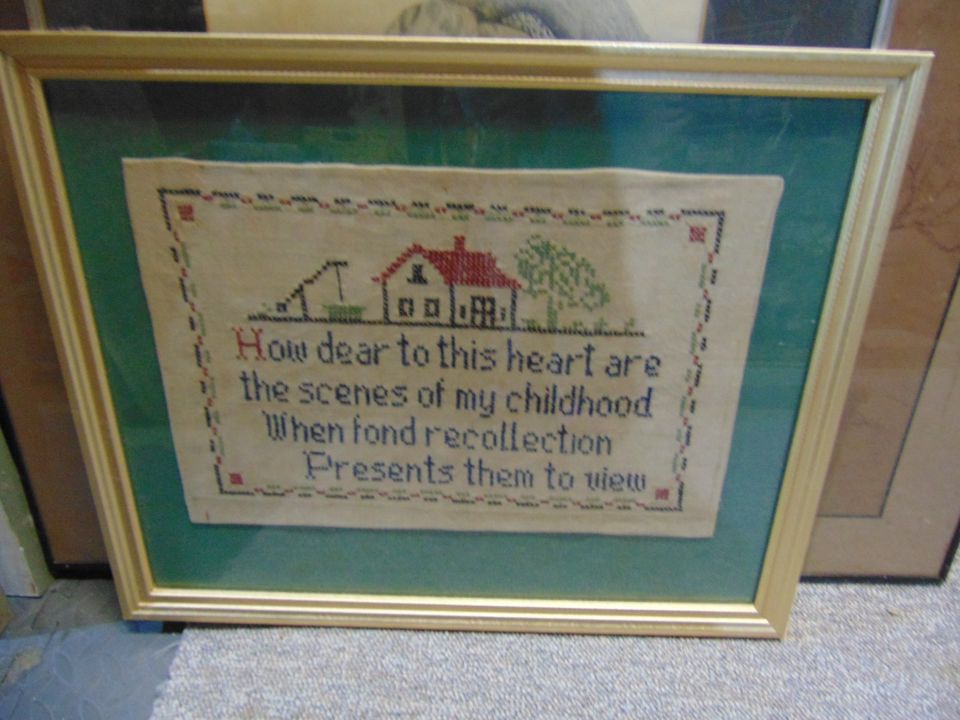 How dear to this heart are
the scenes of my childhood
When fond recollection
Presents them to view